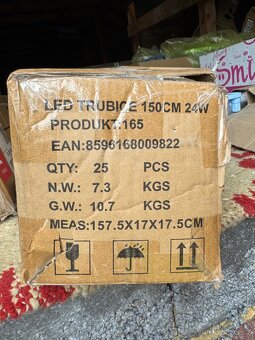 LED TRUBICE 150CM 24W
PRODUKT:165
EAN:8596168009822
QTY: 25 PCS
N.W.: 7.3 KGS
G.W.: 10.7 KGS
MEAS:157.5X17X17.5CM
Smi